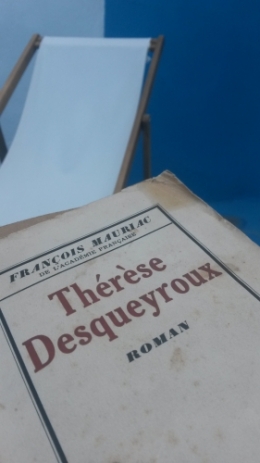 FRANÇOIS MAURIAC
DE L'ACADÉMIE FRANÇAISE
Thérèse
Desqueyroux
ROMAN